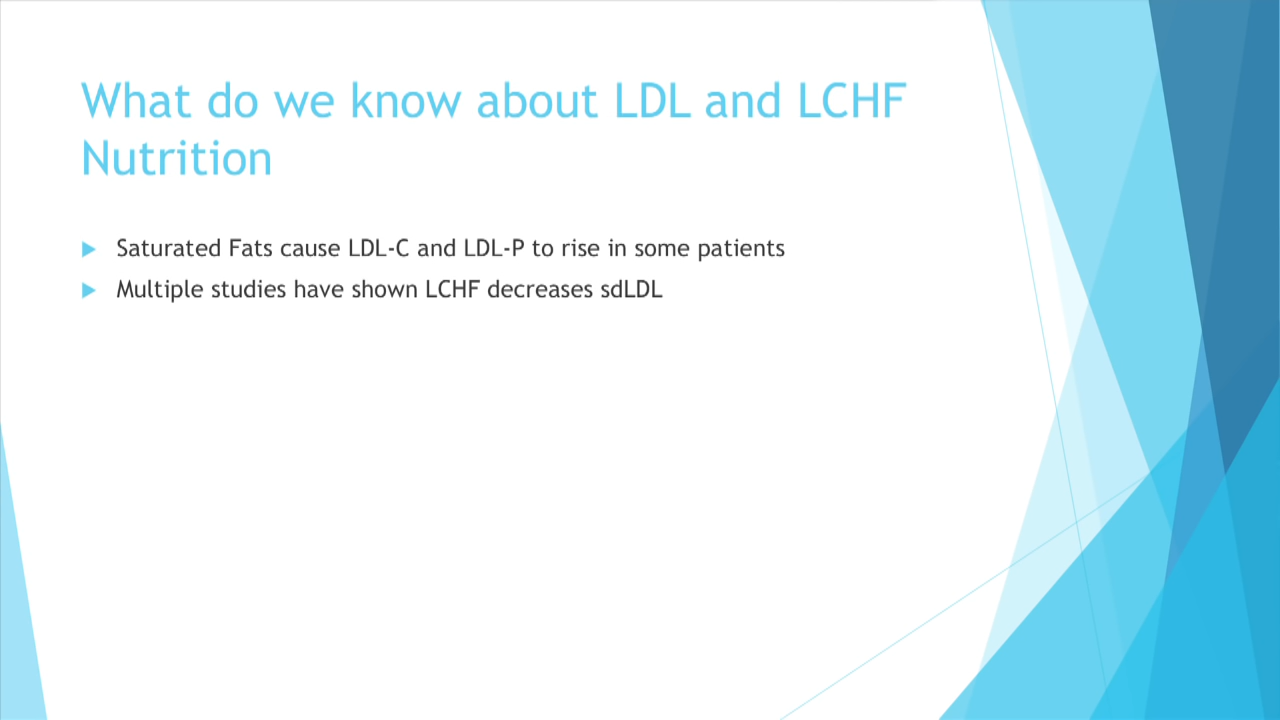 What do we know about LDL and LCHF
Nutrition
Saturated Fats cause LDL-C and LDL-P to rise in some patients
Multiple studies have shown LCHF decreases sdLDL